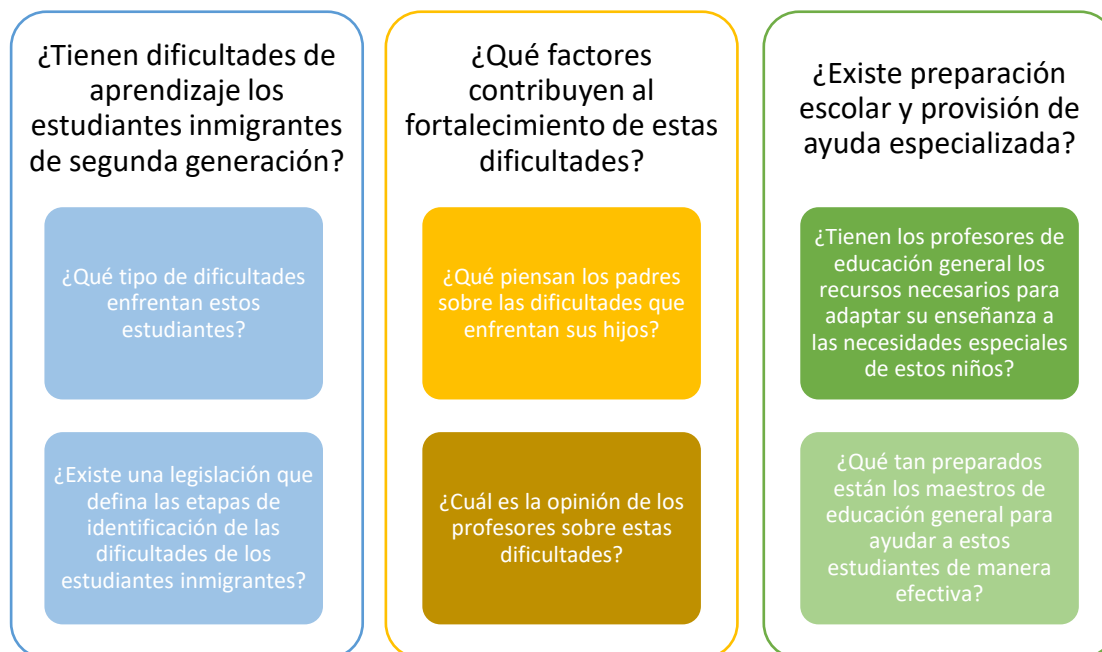 ¿Tienen dificultades de
aprendizaje los
estudiantes inmigrantes
de segunda generación?
¿Qué tipo de dificultades
enfrentan estos
estudiantes?
¿Existe una legislación que
defina las etapas de
identificación de las
dificultades de los
estudiantes inmigrantes?
¿Qué factores
contribuyen al
fortalecimiento de estas
dificultades?
¿Qué piensan los padres
sobre las dificultades que
enfrentan sus hijos?
¿Cuál es la opinión de los
profesores sobre estas
dificultades?
¿Existe preparación
escolar y provisión de
ayuda especializada?
¿Tienen los profesores de
educación general los
recursos necesarios para
adaptar su enseñanza a
las necesidades especiales
de estos niños?
¿Qué tan preparados
están los maestros de
educación general para
ayudar a estos
estudiantes de manera
efectiva?